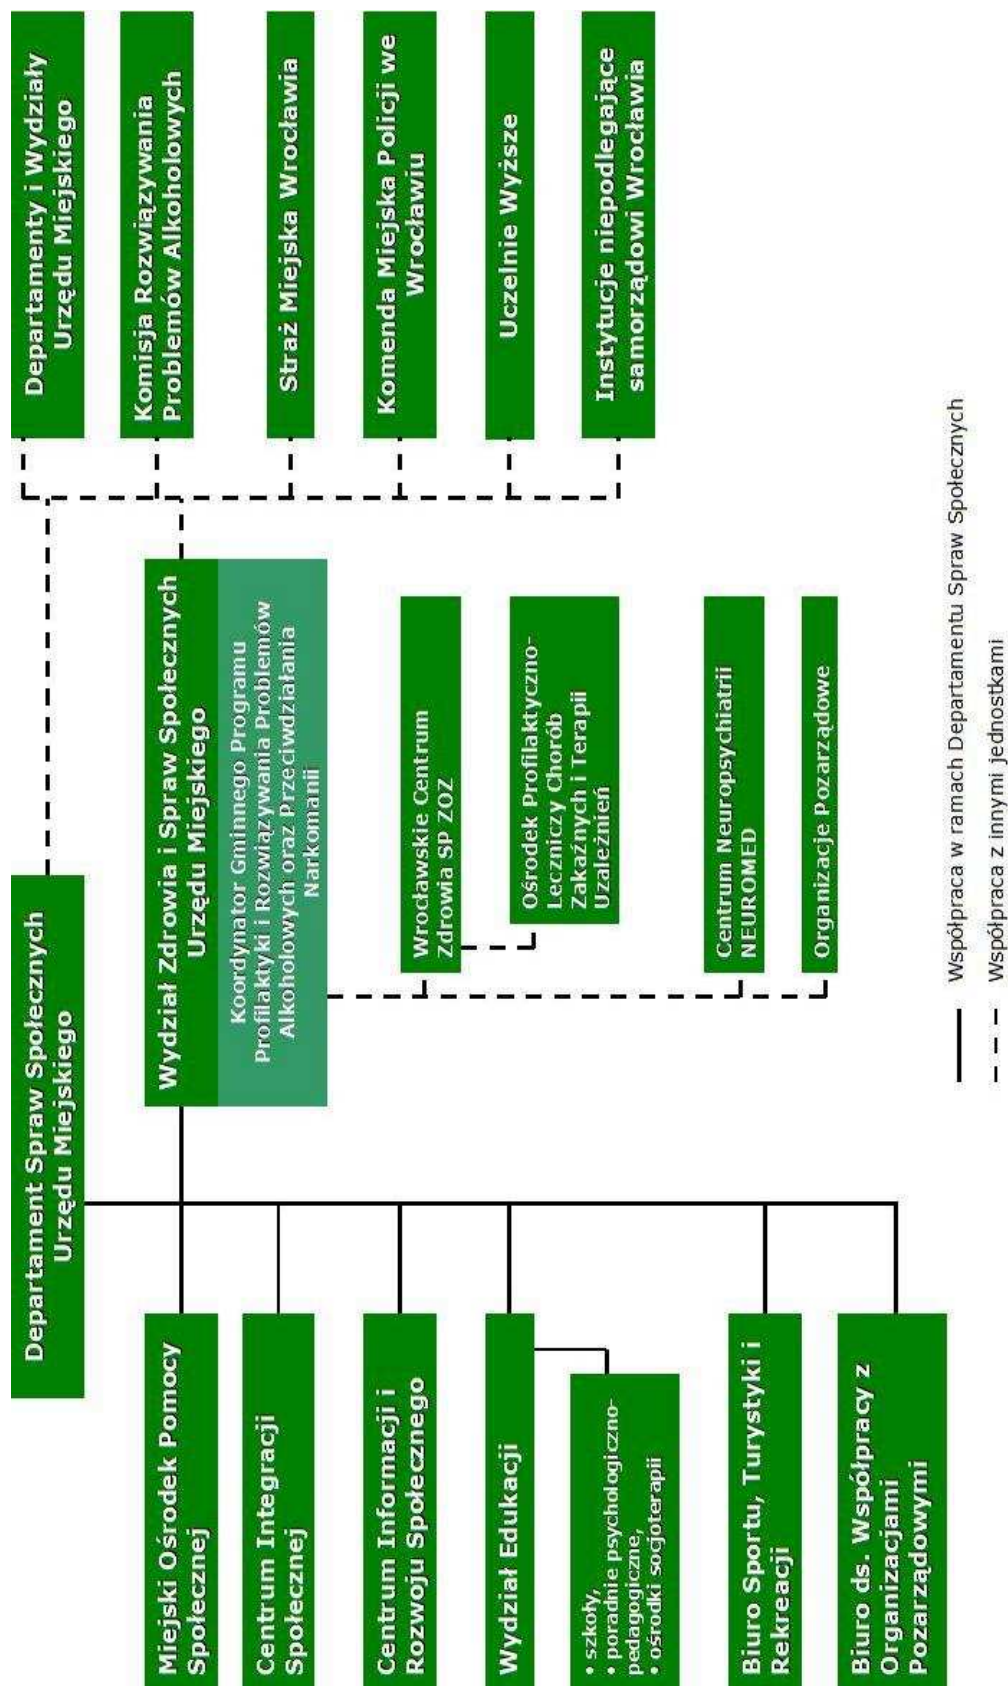 Departament Spraw Społecznych
Urzędu Miejskiego
Miejski Ośrodek Pomocy
Społecznej
Centrum Integracji
Społecznej
Centrum Informacji i
Rozwoju Społecznego
Wydział Edukacji
• szkoły,
• poradnie psychologiczno-
pedagogiczne,
• ośrodki socjoterapii
Biuro Sportu, Turystyki i
Rekreacji
Biuro ds. Współpracy z
Organizacjami
Pozarządowymi
Wydział Zdrowia i Spraw Społecznych
Urzędu Miejskiego
Koordynator Gminnego Programu
Profilaktyki i Rozwiązywania Problemów
Alkoholowych oraz Przeciwdziałania
Narkomanii
Wrocławskie Centrum
Zdrowia SP ZOZ
Ośrodek Profilaktyczno-
Leczniczy Chorób
Zakaźnych i Terapii
Uzależnień
Centrum Neuropsychiatrii
NEUROMED
Organizacje Pozarządowe
Departamenty i Wydziały
Urzędu Miejskiego
Komisja Rozwiązywania
Problemów Alkoholowych
Straż Miejska Wrocławia
Komenda Miejska Policji we
Wrocławiu
Uczelnie Wyższe
Instytucje niepodlegające
samorządowi Wrocławia
Współpraca w ramach Departamentu Spraw Społecznych
Współpraca z innymi jednostkami